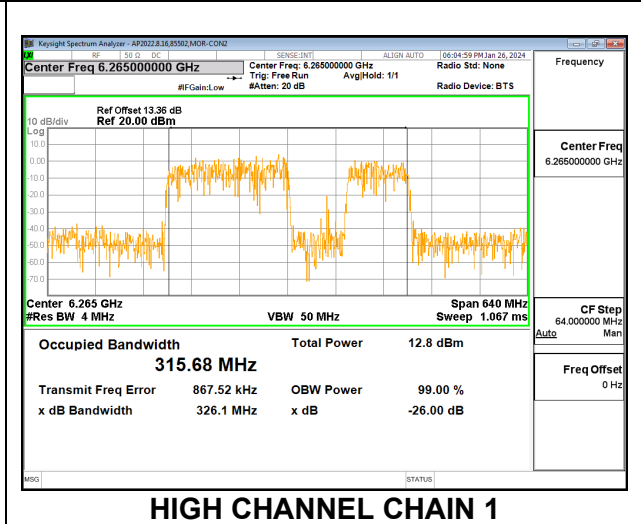 Keysight Spectrum Analyzer - AP2022.8.16,85502,MOR-CON2
RF 50 Ω DC SENSE:INT ALIGN AUTO 06:04:59 PM Jan 26, 2024
Center Freq 6.265000000 GHz Center Freq: 6.265000000 GHz Radio Std: None Frequency
Trig: Free Run Avg|Hold: 1/1
#IFGain:Low #Atten: 20 dB Radio Device: BTS
Ref Offset 13.36 dB
10 dB/div Ref 20.00 dBm
Log
10.0
0.00
-10.0
-20.0
-30.0
-40.0
-50.0
-60.0
-70.0
Center Freq
6.265000000 GHz
Center 6.265 GHz Span 640 MHz
#Res BW 4 MHz VBW 50 MHz Sweep 1.067 ms
CF Step
64.000000 MHz
Auto Man
Occupied Bandwidth Total Power 12.8 dBm
315.68 MHz
Freq Offset
0 Hz
Transmit Freq Error 867.52 kHz OBW Power 99.00 %
x dB Bandwidth 326.1 MHz x dB -26.00 dB
MSG STATUS
HIGH CHANNEL CHAIN 1